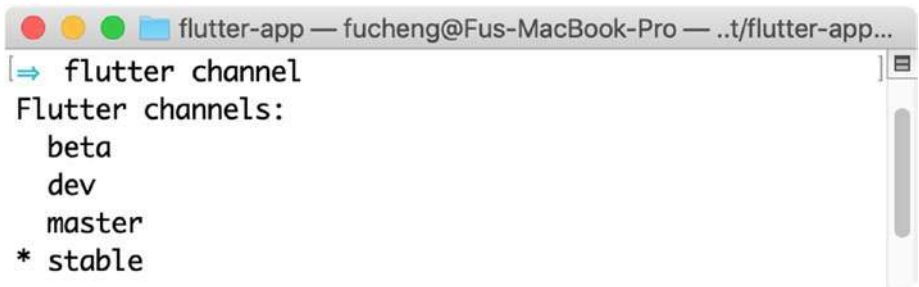 flutter-app — fucheng@Fus-MacBook-Pro — ..t/flutter-app...
[⇒ flutter channel ]
Flutter channels:
  beta
  dev
  master
* stable